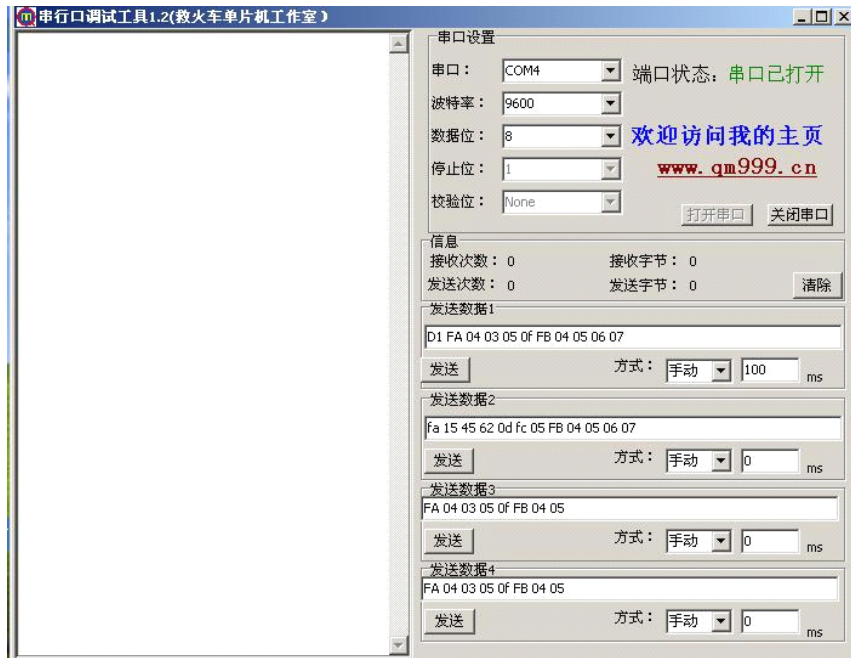 串行口调试工具1.2(救火车单片机工作室)
串口设置
串口： COM4 端口状态：串口已打开
波特率： 9600
数据位： 8 欢迎访问我的主页
停止位： 1 www.qm999.cn
校验位： None
打开串口 关闭串口
信息
接收次数： 0 接收字节： 0
发送次数： 0 发送字节： 0 清除
发送数据1
D1 FA 04 03 05 0f FB 04 05 06 07
发送 方式： 手动 100 ms
发送数据2
fa 15 45 62 0d fc 05 FB 04 05 06 07
发送 方式： 手动 0 ms
发送数据3
FA 04 03 05 0f FB 04 05
发送 方式： 手动 0 ms
发送数据4
FA 04 03 05 0f FB 04 05
发送 方式： 手动 0 ms